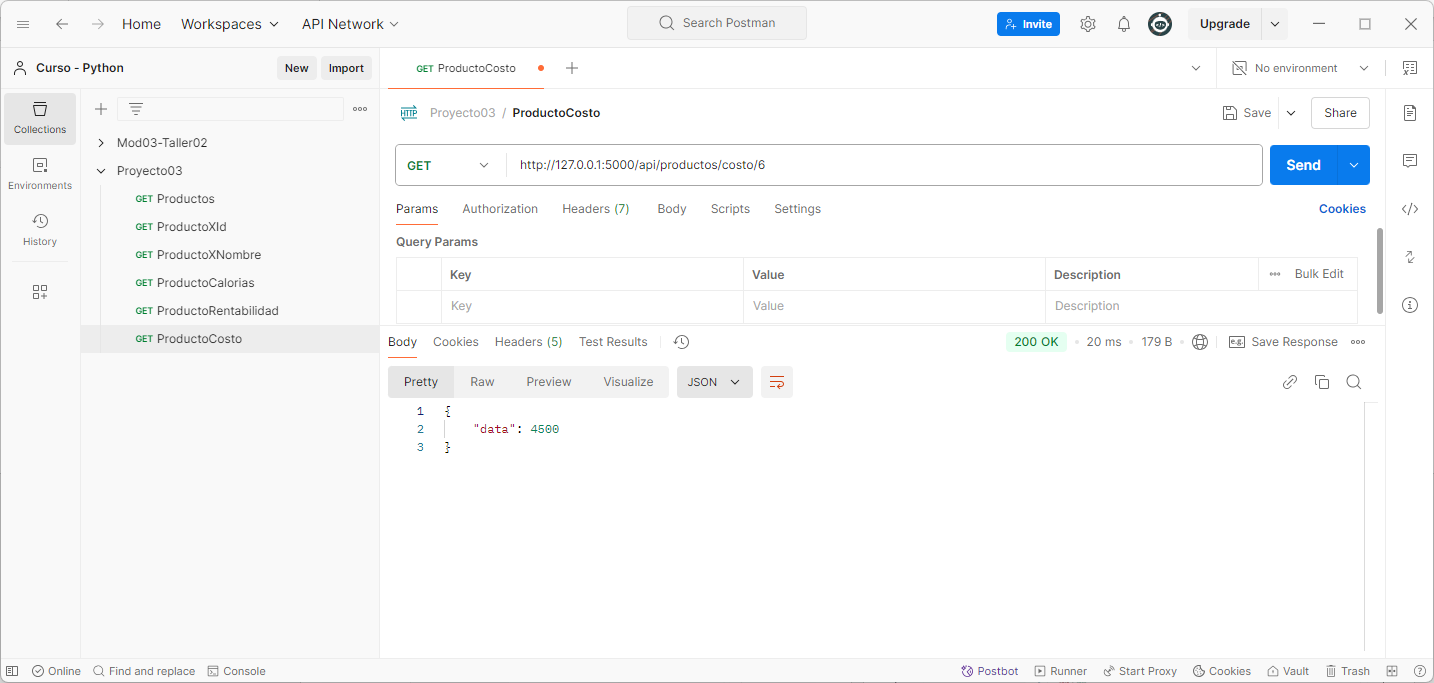 Home Workspaces API Network Search Postman Invite Upgrade
Curso - Python New Import GET ProductoCosto No environment
Collections
Environments
History
Mod03-Taller02
Proyecto03
GET Productos
GET ProductoXId
GET ProductoXNombre
GET ProductoCalorias
GET ProductoRentabilidad
GET ProductoCosto
HTTP Proyecto03 / ProductoCosto Save Share
GET http://127.0.0.1:5000/api/productos/costo/6 Send
Params Authorization Headers (7) Body Scripts Settings Cookies
Query Params
Key Value Description Bulk Edit
Key Value Description
Body Cookies Headers (5) Test Results 200 OK • 20 ms • 179 B • e.g. Save Response
Pretty Raw Preview Visualize JSON
1 {
2 "data": 4500
3 }
Online Find and replace Console Postbot Runner Start Proxy Cookies Vault Trash